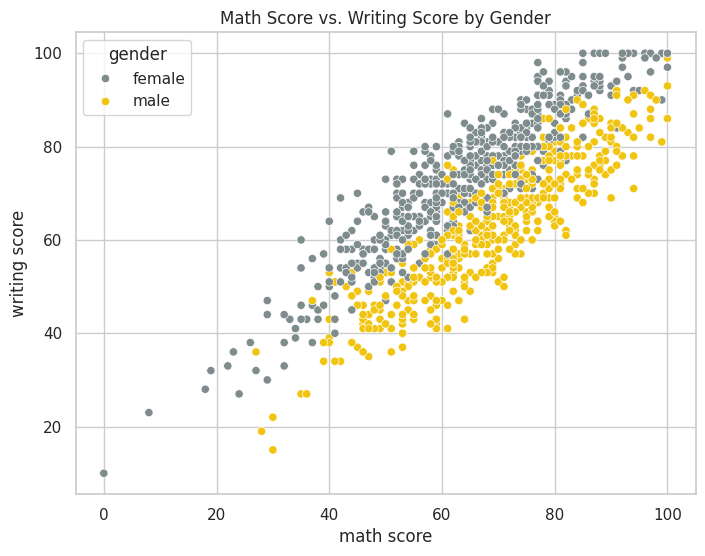 Math Score vs. Writing Score by Gender
gender
female
male
writing score
100
80
60
40
20
0 20 40 60 80 100
math score